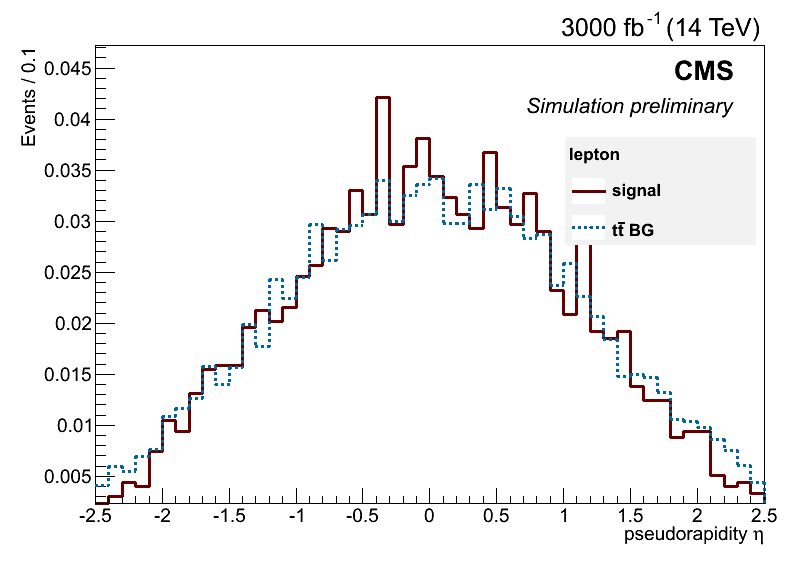 3000 fb-1 (14 TeV)
Events / 0.1
0.045
0.04
0.035
0.03
0.025
0.02
0.015
0.01
0.005
CMS
Simulation preliminary
lepton
signal
tt̅ BG
-2.5 -2 -1.5 -1 -0.5 0 0.5 1 1.5 2 2.5
pseudorapidity η